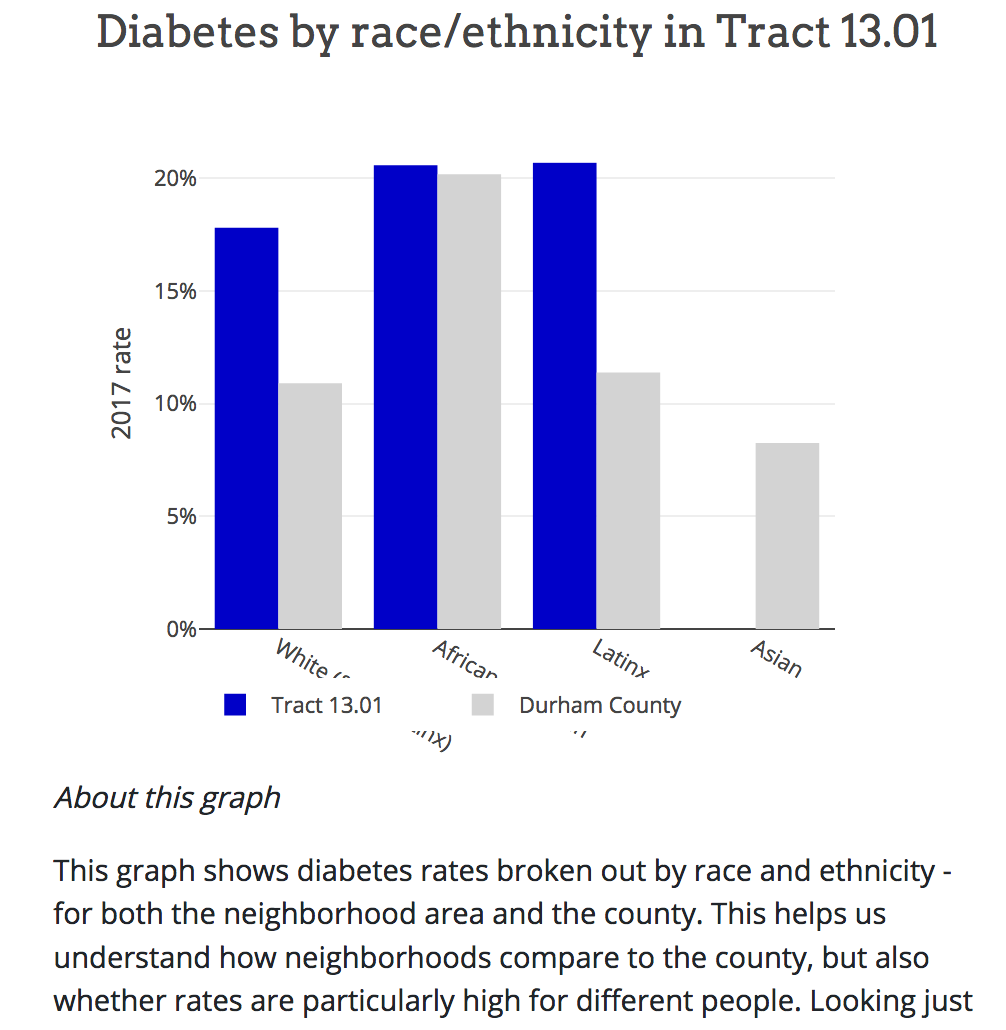 Diabetes by race/ethnicity in Tract 13.01
20%
15%
10%
5%
0%
2017 rate
White
African
Latinx
Asian
Tract 13.01
Durham County
About this graph
This graph shows diabetes rates broken out by race and ethnicity -
for both the neighborhood area and the county. This helps us
understand how neighborhoods compare to the county, but also
whether rates are particularly high for different people. Looking just